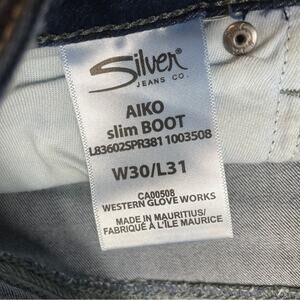 Silver
JEANS CO.
AIKO
slim BOOT
L83602SPR381 1003508
W30/L31
CA00508
WESTERN GLOVE WORKS
MADE IN MAURITIUS/
FABRIQUÉ À L'ÎLE MAURICE